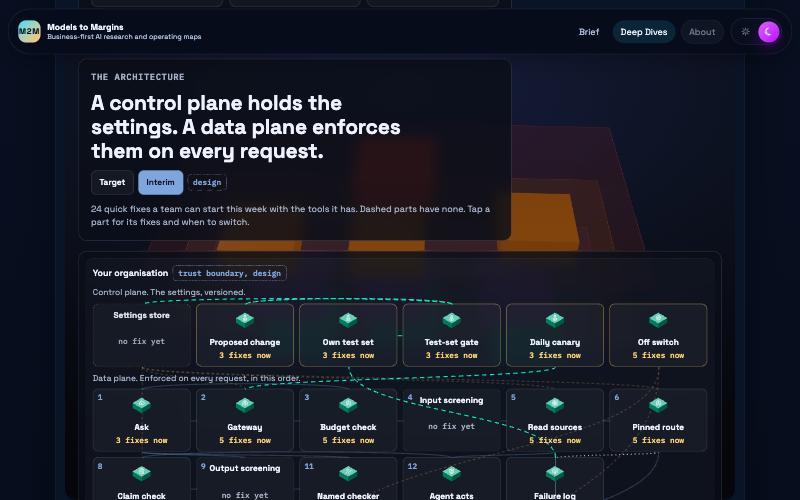 M2M
Models to Margins
Business-first AI research and operating maps
Brief
Deep Dives
About
THE ARCHITECTURE
A control plane holds the
settings. A data plane enforces
them on every request.
Target
Interim
design
24 quick fixes a team can start this week with the tools it has. Dashed parts have none. Tap a
part for its fixes and when to switch.
Your organisation
trust boundary, design
Control plane. The settings, versioned.
Settings store
no fix yet
Proposed change
3 fixes now
Own test set
3 fixes now
Test-set gate
3 fixes now
Daily canary
3 fixes now
Off switch
5 fixes now
Data plane. Enforced on every request, in this order.
1
Ask
3 fixes now
2
Gateway
5 fixes now
3
Budget check
5 fixes now
4
Input screening
no fix yet
5
Read sources
5 fixes now
6
Pinned route
5 fixes now
8
Claim check
9
Output screening
no fix yet
11
Named checker
12
Agent acts
Failure log